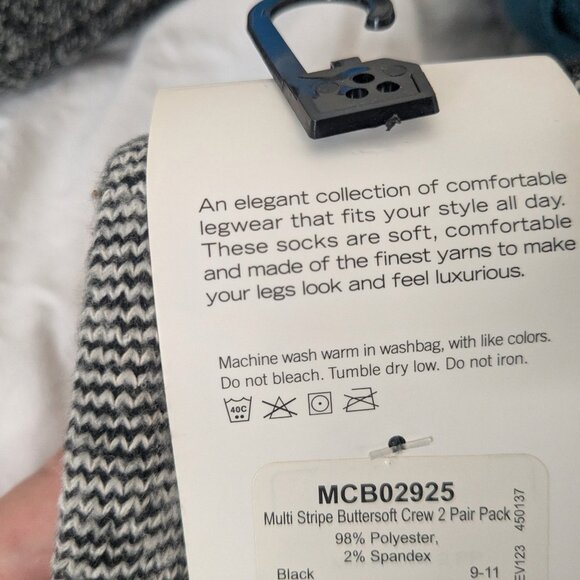 An elegant collection of comfortable
legwear that fits your style all day.
These socks are soft, comfortable
and made of the finest yarns to make
your legs look and feel luxurious.
Machine wash warm in washbag, with like colors.
Do not bleach. Tumble dry low. Do not iron.
40C
MCB02925
Multi Stripe Buttersoft Crew 2 Pair Pack
98% Polyester,
2% Spandex
Black 9-11
EV123 450137